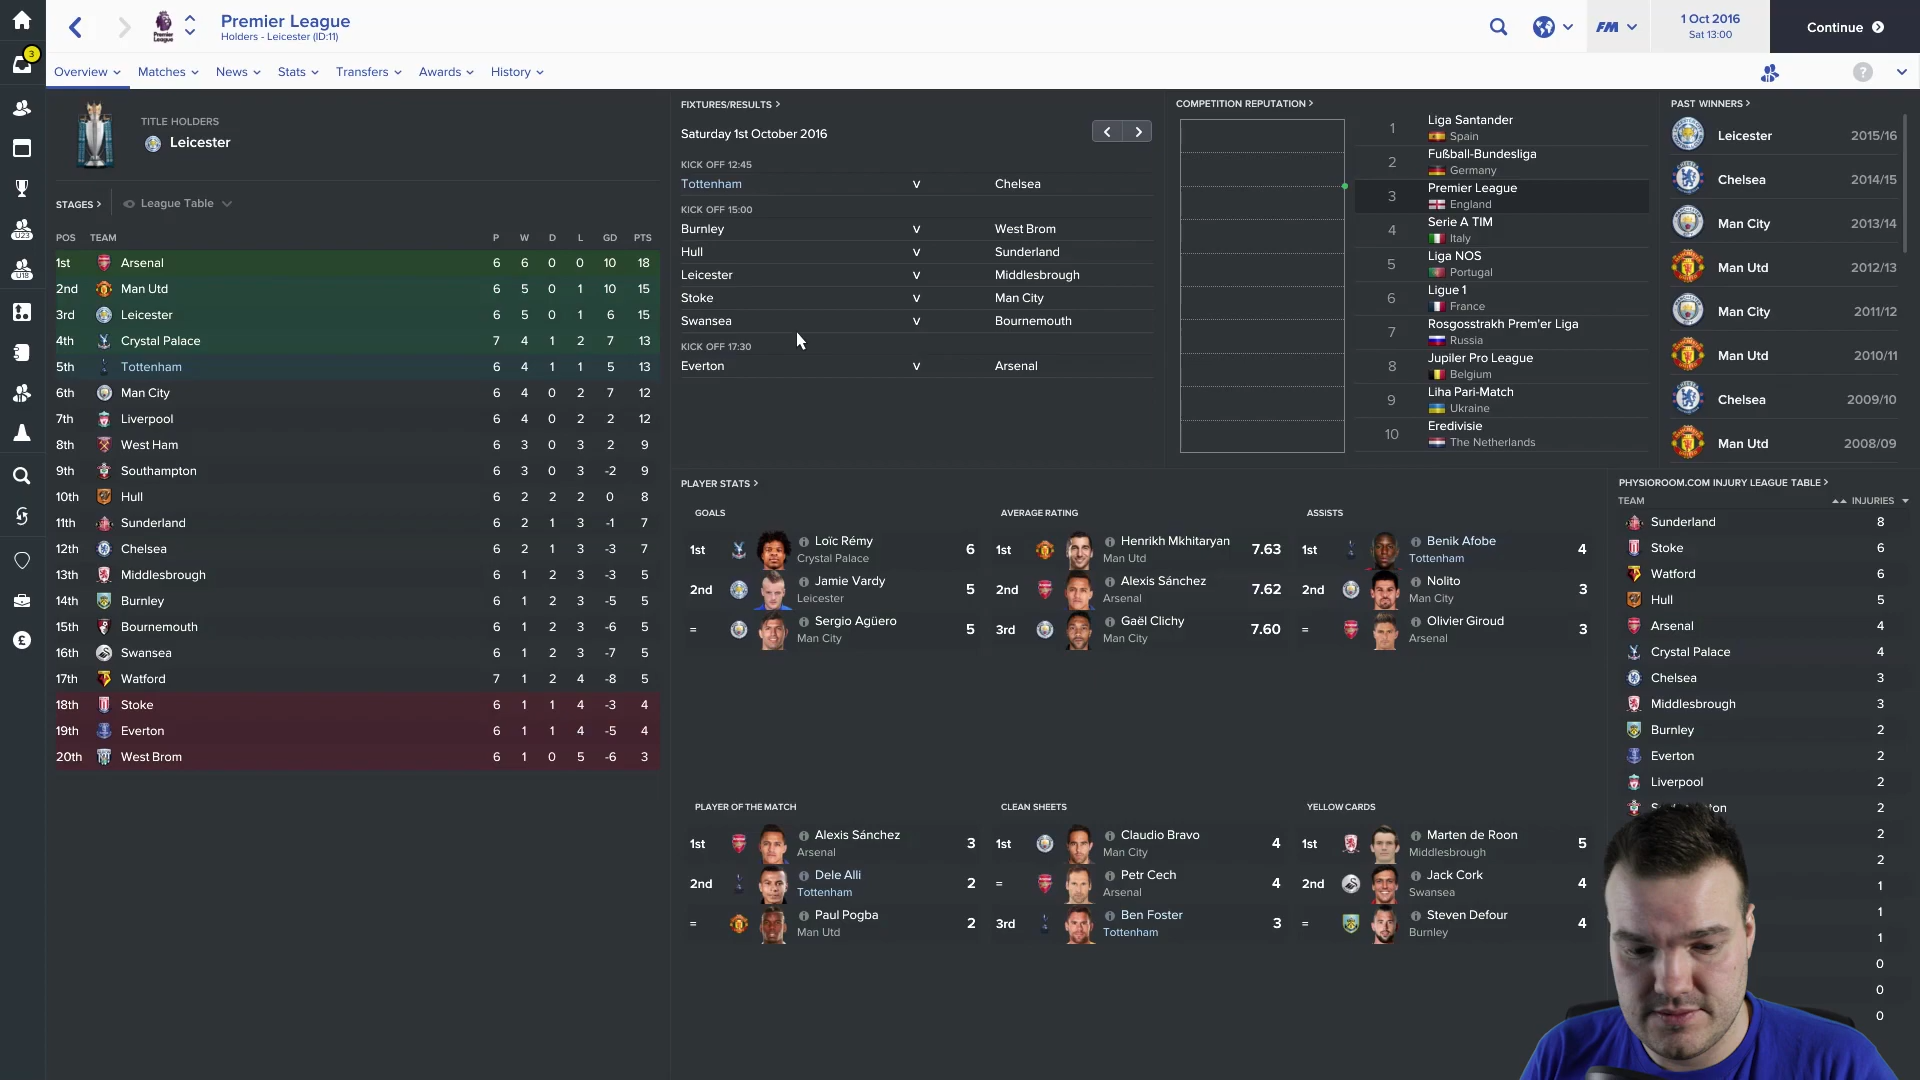 Premier League
Holders - Leicester (ID:11)
3
FM
1 Oct 2016
Sat 13:00
Continue
Overview
Matches
News
Stats
Transfers
Awards
History
?
U23
U18
TITLE HOLDERS
Leicester
STAGES > League Table
POS TEAM P W D L GD PTS
1st Arsenal 6 6 0 0 10 18
2nd Man Utd 6 5 0 1 10 15
3rd Leicester 6 5 0 1 6 15
4th Crystal Palace 7 4 1 2 7 13
5th Tottenham 6 4 1 1 5 13
6th Man City 6 4 0 2 7 12
7th Liverpool 6 4 0 2 2 12
8th West Ham 6 3 0 3 2 9
9th Southampton 6 3 0 3 -2 9
10th Hull 6 2 2 2 0 8
11th Sunderland 6 2 1 3 -1 7
12th Chelsea 6 2 1 3 -3 7
13th Middlesbrough 6 1 2 3 -3 5
14th Burnley 6 1 2 3 -5 5
15th Bournemouth 6 1 2 3 -6 5
16th Swansea 6 1 2 3 -7 5
17th Watford 7 1 2 4 -8 5
18th Stoke 6 1 1 4 -3 4
19th Everton 6 1 1 4 -5 4
20th West Brom 6 1 0 5 -6 3
FIXTURES/RESULTS >
Saturday 1st October 2016
KICK OFF 12:45
Tottenham v Chelsea
KICK OFF 15:00
Burnley v West Brom
Hull v Sunderland
Leicester v Middlesbrough
Stoke v Man City
Swansea v Bournemouth
KICK OFF 17:30
Everton v Arsenal
COMPETITION REPUTATION >
1 Liga Santander
Spain
2 Fußball-Bundesliga
Germany
3 Premier League
England
4 Serie A TIM
Italy
5 Liga NOS
Portugal
6 Ligue 1
France
7 Rosgosstrakh Prem'er Liga
Russia
8 Jupiler Pro League
Belgium
9 Liha Pari-Match
Ukraine
10 Eredivisie
The Netherlands
PAST WINNERS >
Leicester 2015/16
Chelsea 2014/15
Man City 2013/14
Man Utd 2012/13
Man City 2011/12
Man Utd 2010/11
Chelsea 2009/10
Man Utd 2008/09
PLAYER STATS >
GOALS
1st Loïc Rémy 6
Crystal Palace
2nd Jamie Vardy 5
Leicester
= Sergio Agüero 5
Man City
AVERAGE RATING
1st Henrikh Mkhitaryan 7.63
Man Utd
2nd Alexis Sánchez 7.62
Arsenal
3rd Gaël Clichy 7.60
Man City
ASSISTS
1st Benik Afobe 4
Tottenham
2nd Nolito 3
Man City
= Olivier Giroud 3
Arsenal
PLAYER OF THE MATCH
1st Alexis Sánchez 3
Arsenal
2nd Dele Alli 2
Tottenham
= Paul Pogba 2
Man Utd
CLEAN SHEETS
1st Claudio Bravo 4
Man City
= Petr Cech 4
Arsenal
3rd Ben Foster 3
Tottenham
YELLOW CARDS
1st Marten de Roon 5
Middlesbrough
2nd Jack Cork 4
Swansea
= Steven Defour 4
Burnley
PHYSIOROOM.COM INJURY LEAGUE TABLE >
TEAM INJURIES
Sunderland 8
Stoke 6
Watford 6
Hull 5
Arsenal 4
Crystal Palace 4
Chelsea 3
Middlesbrough 3
Burnley 2
Everton 2
Liverpool 2
2
2
2
1
1
1
0
0
0